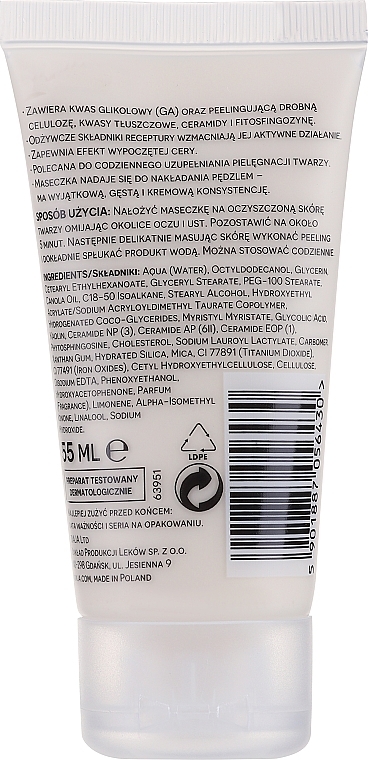 •ZAWIERA KWAS GLIKOLOWY (GA) ORAZ PEELINGUJĄCĄ DROBNĄ
CELULOZĘ, KWASY TŁUSZCZOWE, CERAMIDY I FITOSFINGOZYNĘ.
•ODŻYWCZE SKŁADNIKI RECEPTURY WZMACNIAJĄ JEJ AKTYWNE DZIAŁANIE.
•ZAPEWNIA EFEKT WYPOCZĘTEJ CERY.
•POLECANA DO CODZIENNEGO UZUPEŁNIANIA PIELĘGNACJI TWARZY.
•MASECZKA NADAJE SIĘ DO NAKŁADANIA PĘDZLEM –
MA WYJĄTKOWĄ, GĘSTĄ I KREMOWĄ KONSYSTENCJĘ.
SPOSÓB UŻYCIA: NAŁOŻYĆ MASECZKĘ NA OCZYSZCZONĄ SKÓRĘ
TWARZY OMIJAJĄC OKOLICE OCZU I UST. POZOSTAWIĆ NA OKOŁO
5 MINUT. NASTĘPNIE DELIKATNIE MASUJĄC SKÓRĘ WYKONAĆ PEELING
DOKŁADNIE SPŁUKAĆ PRODUKT WODĄ. MOŻNA STOSOWAĆ CODZIENNIE
INGREDIENTS/SKŁADNIKI: AQUA (WATER), OCTYLDODECANOL, GLYCERIN,
CETEARYL ETHYLHEXANOATE, GLYCERYL STEARATE, PEG-100 STEARATE,
CANOLA OIL, C18-50 ISOALKANE, STEARYL ALCOHOL, HYDROXYETHYL
ACRYLATE/SODIUM ACRYLOYLDIMETHYL TAURATE COPOLYMER,
HYDROGENATED COCO-GLYCERIDES, MYRISTYL MYRISTATE, GLYCOLIC ACID,
KAOLIN, CERAMIDE NP (3), CERAMIDE AP (6II), CERAMIDE EOP (1),
PHYTOSPHINGOSINE, CHOLESTEROL, SODIUM LAUROYL LACTYLATE, CARBOMER,
XANTHAN GUM, HYDRATED SILICA, MICA, CI 77891 (TITANIUM DIOXIDE),
CI 77491 (IRON OXIDES), CETYL HYDROXYETHYLCELLULOSE, CELLULOSE,
DISODIUM EDTA, PHENOXYETHANOL,
HYDROXYACETOPHENONE, PARFUM
(FRAGRANCE), LIMONENE, ALPHA-ISOMETHYL
IONONE, LINALOOL, SODIUM
HYDROXIDE.
55 ML e
LDPE
63951
PREPARAT TESTOWANY
DERMATOLOGICZNIE
NAJLEPIEJ ZUŻYĆ PRZED KOŃCEM:
WAŻNOŚCI I SERIA NA OPAKOWANIU.
LTD
PRODUKCJI LEKÓW SP. Z O.O.
-298 GDAŃSK, UL. JESIENNA 9
.COM, MADE IN POLAND
5 901887 056430 >